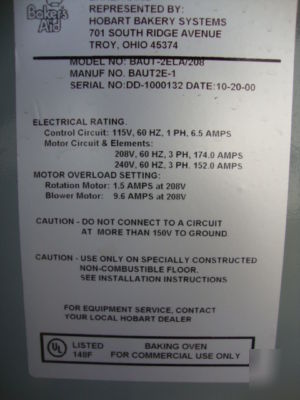 Baker's
Aid
REPRESENTED BY:
HOBART BAKERY SYSTEMS
701 SOUTH RIDGE AVENUE
TROY, OHIO 45374
MODEL NO: BAUT-2ELA/208
MANUF NO. BAUT2E-1
SERIAL NO:DD-1000132 DATE:10-20-00
ELECTRICAL RATING:
Control Circuit: 115V, 60 HZ, 1 PH, 6.5 AMPS
Motor Circuit & Elements:
208V, 60 HZ, 3 PH, 174.0 AMPS
240V, 60 HZ, 3 PH. 152.0 AMPS
MOTOR OVERLOAD SETTING:
Rotation Motor: 1.5 AMPS at 208V
Blower Motor: 9.6 AMPS at 208V
CAUTION - DO NOT CONNECT TO A CIRCUIT
AT MORE THAN 150V TO GROUND.
CAUTION - USE ONLY ON SPECIALLY CONSTRUCTED
NON-COMBUSTIBLE FLOOR.
SEE INSTALLATION INSTRUCTIONS
FOR EQUIPMENT SERVICE, CONTACT
YOUR LOCAL HOBART DEALER
UL LISTED BAKING OVEN
148F FOR COMMERCIAL USE ONLY